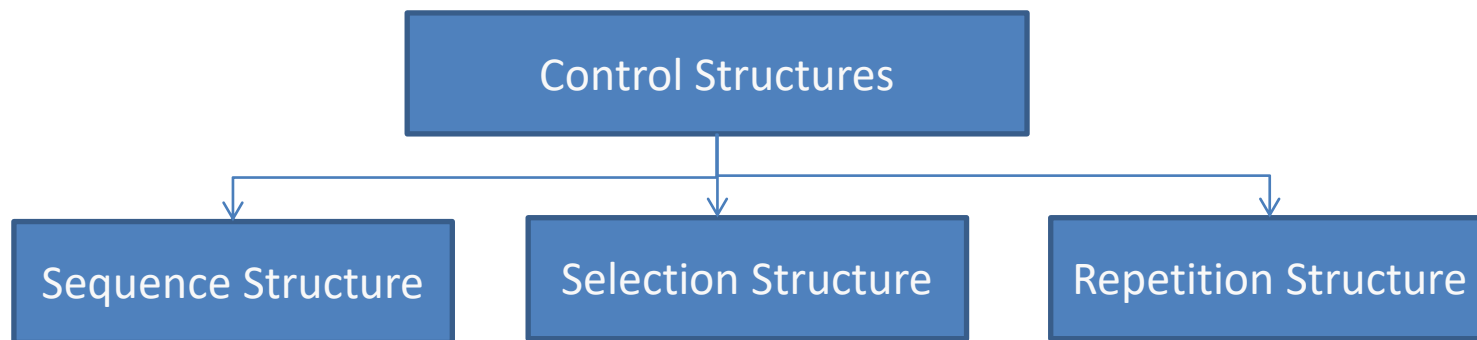 Control Structures
Sequence Structure
Selection Structure
Repetition Structure